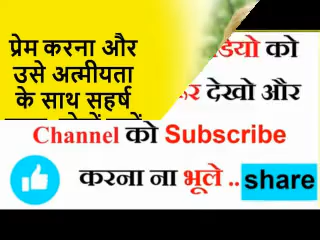 प्रेम करना और
उसे अत्मीयता
के साथ सहर्ष
को
देखो और
Channel को Subscribe
करना ना भूले ..
share